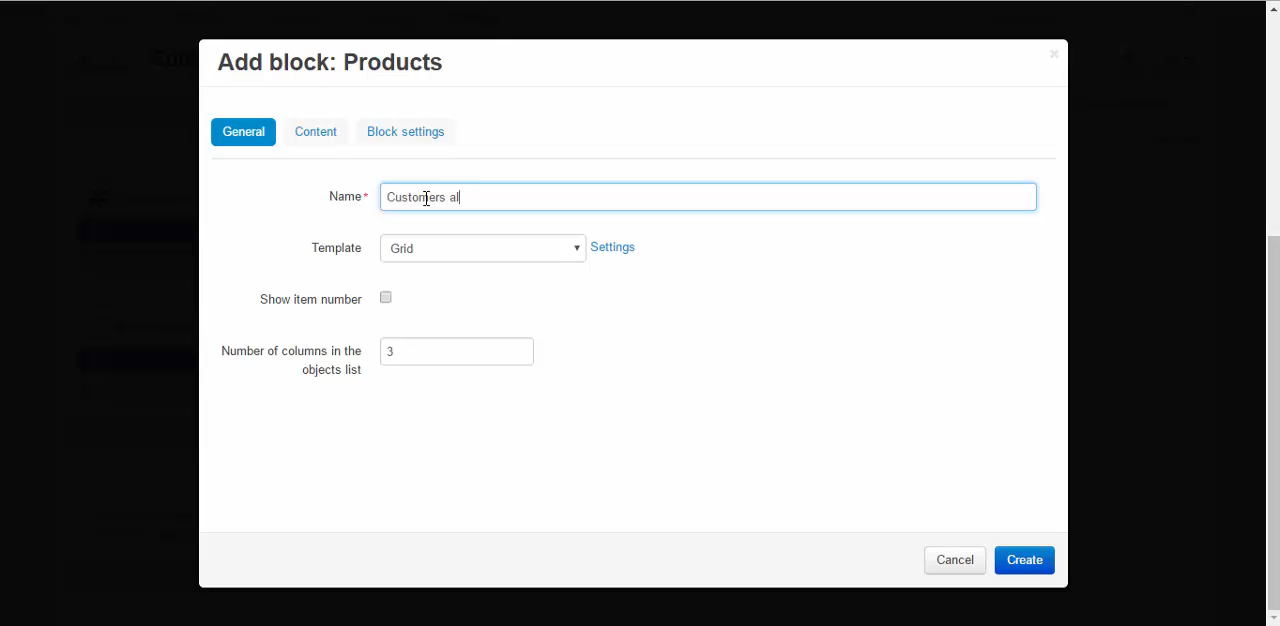 Add block: Products
General
Content
Block settings
Name*
Customers al
Template
Grid
Settings
Show item number
Number of columns in the
objects list
3
Cancel
Create